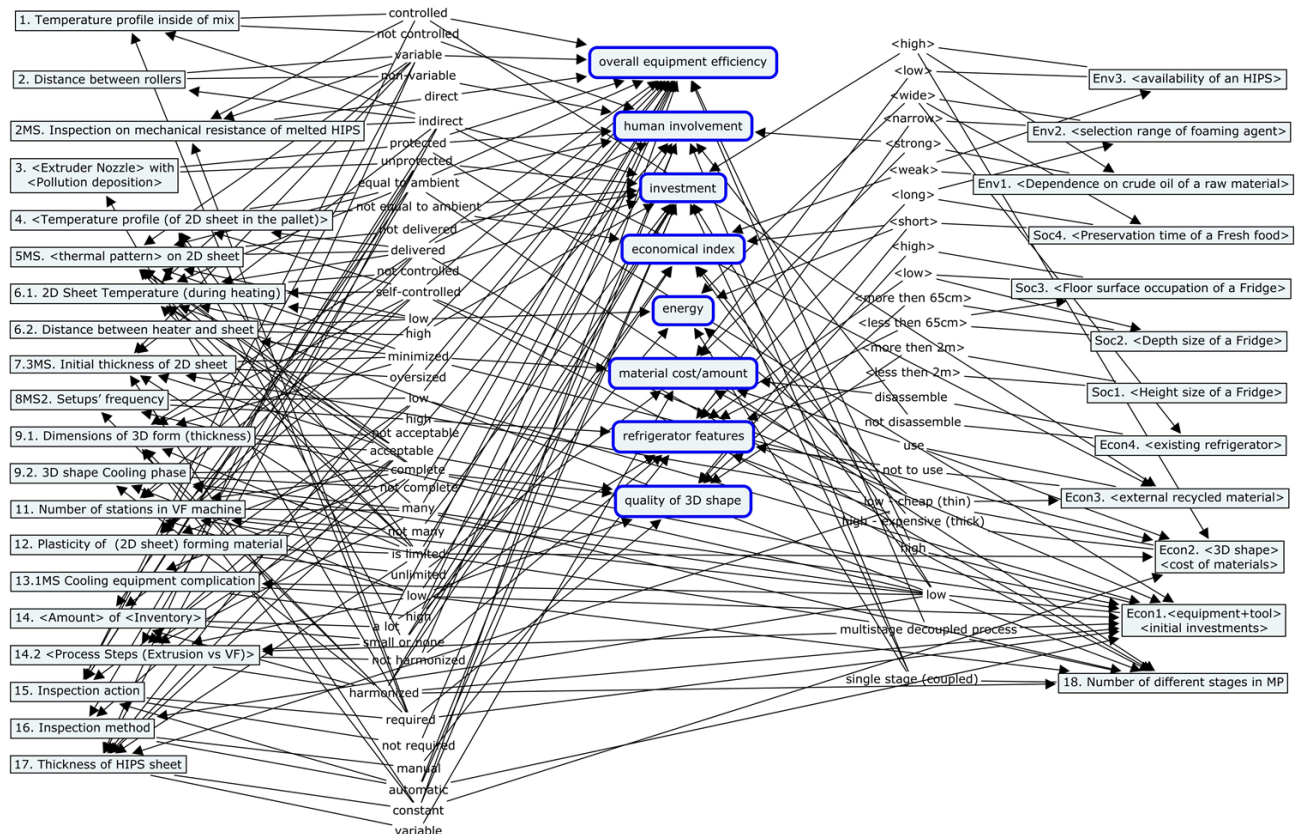 1. Temperature profile inside of mix
2. Distance between rollers
2MS. Inspection on mechanical resistance of melted HIPS
3. <Extruder Nozzle> with
<Pollution deposition>
4. <Temperature profile (of 2D sheet in the pallet)>
5MS. <thermal pattern> on 2D sheet
6.1. 2D Sheet Temperature (during heating)
6.2. Distance between heater and sheet
7.3MS. Initial thickness of 2D sheet
8MS2. Setups' frequency
9.1. Dimensions of 3D form (thickness)
9.2. 3D shape Cooling phase
11. Number of stations in VF machine
12. Plasticity of (2D sheet) forming material
13.1MS Cooling equipment complication
14. <Amount> of <Inventory>
14.2 <Process Steps (Extrusion vs VF)>
15. Inspection action
16. Inspection method
17. Thickness of HIPS sheet
controlled
not controlled
variable
non-variable
direct
indirect
protected
unprotected
equal to ambient
not equal to ambient
not delivered
delivered
not controlled
self-controlled
low
high
minimized
oversized
low
high
not acceptable
acceptable
complete
not complete
many
not many
is limited
unlimited
low
high
a lot
small or none
not harmonized
harmonized
required
not required
manual
automatic
constant
variable
overall equipment efficiency
human involvement
investment
economical index
energy
material cost/amount
refrigerator features
quality of 3D shape
<high>
<low>
<wide>
<narrow>
<strong>
<weak>
<long>
<short>
<high>
<low>
<more then 65cm>
<less then 65cm>
<more then 2m>
<less then 2m>
disassemble
not disassemble
use
not to use
low - cheap (thin)
high - expensive (thick)
high
low
multistage decoupled process
single stage (coupled)
Env3. <availability of an HIPS>
Env2. <selection range of foaming agent>
Env1. <Dependence on crude oil of a raw material>
Soc4. <Preservation time of a Fresh food>
Soc3. <Floor surface occupation of a Fridge>
Soc2. <Depth size of a Fridge>
Soc1. <Height size of a Fridge>
Econ4. <existing refrigerator>
Econ3. <external recycled material>
Econ2. <3D shape>
<cost of materials>
Econ1.<equipment+tool>
<initial investments>
18. Number of different stages in MP